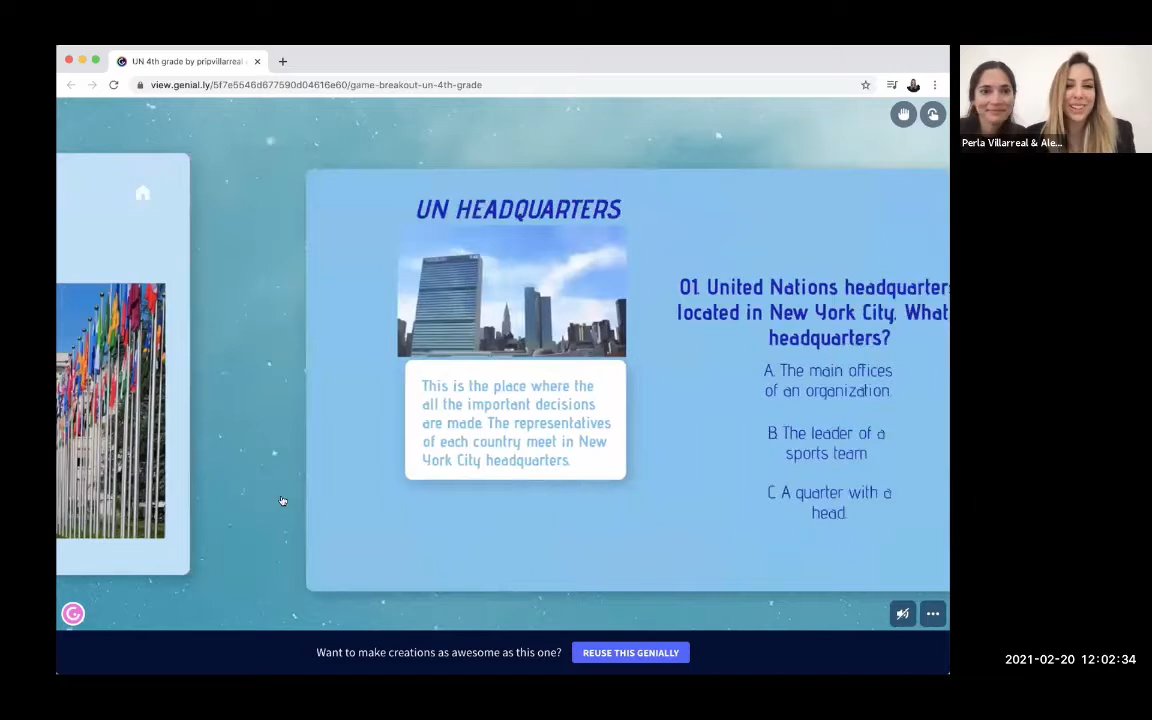 UN 4th grade by pripvillarreal
view.genial.ly/5f7e5546d677590d04616e60/game-breakout-un-4th-grade
UN HEADQUARTERS
This is the place where the
all the important decisions
are made. The representatives
of each country meet in New
York City headquarters.
01. United Nations headquarter
located in New York City. What
headquarters?
A. The main offices
of an organization.
B. The leader of a
sports team
C. A quarter with a
head.
Want to make creations as awesome as this one?
REUSE THIS GENIALLY
Perla Villarreal & Ale...
2021-02-20 12:02:34